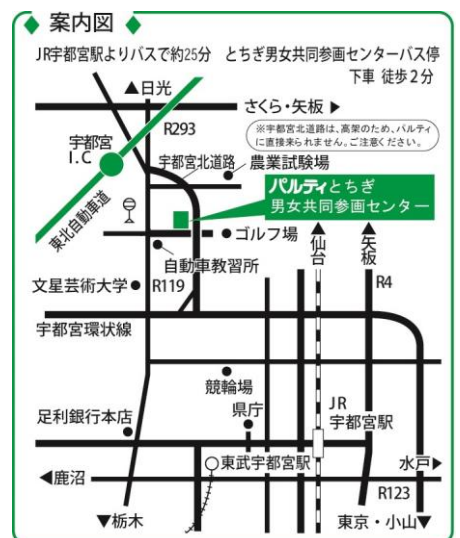 ◆ 案内図 ◆
JR宇都宮駅よりバスで約25分　とちぎ男女共同参画センターバス停
下車 徒歩2分
▲日光
さくら・矢板▶
R293
※宇都宮北道路は、高架のため、パルティ
に直接来られません。ご注意ください。
宇都宮
I.C
宇都宮北道路
農業試験場
東北自動車道
パルティとちぎ
男女共同参画センター
ゴルフ場
▲仙台
▲矢板
自動車教習所
文星芸術大学
R119
R4
宇都宮環状線
競輪場
県庁
JR
宇都宮駅
足利銀行本店
東武宇都宮駅
水戸▶
◀鹿沼
R123
▼栃木
東京・小山▼